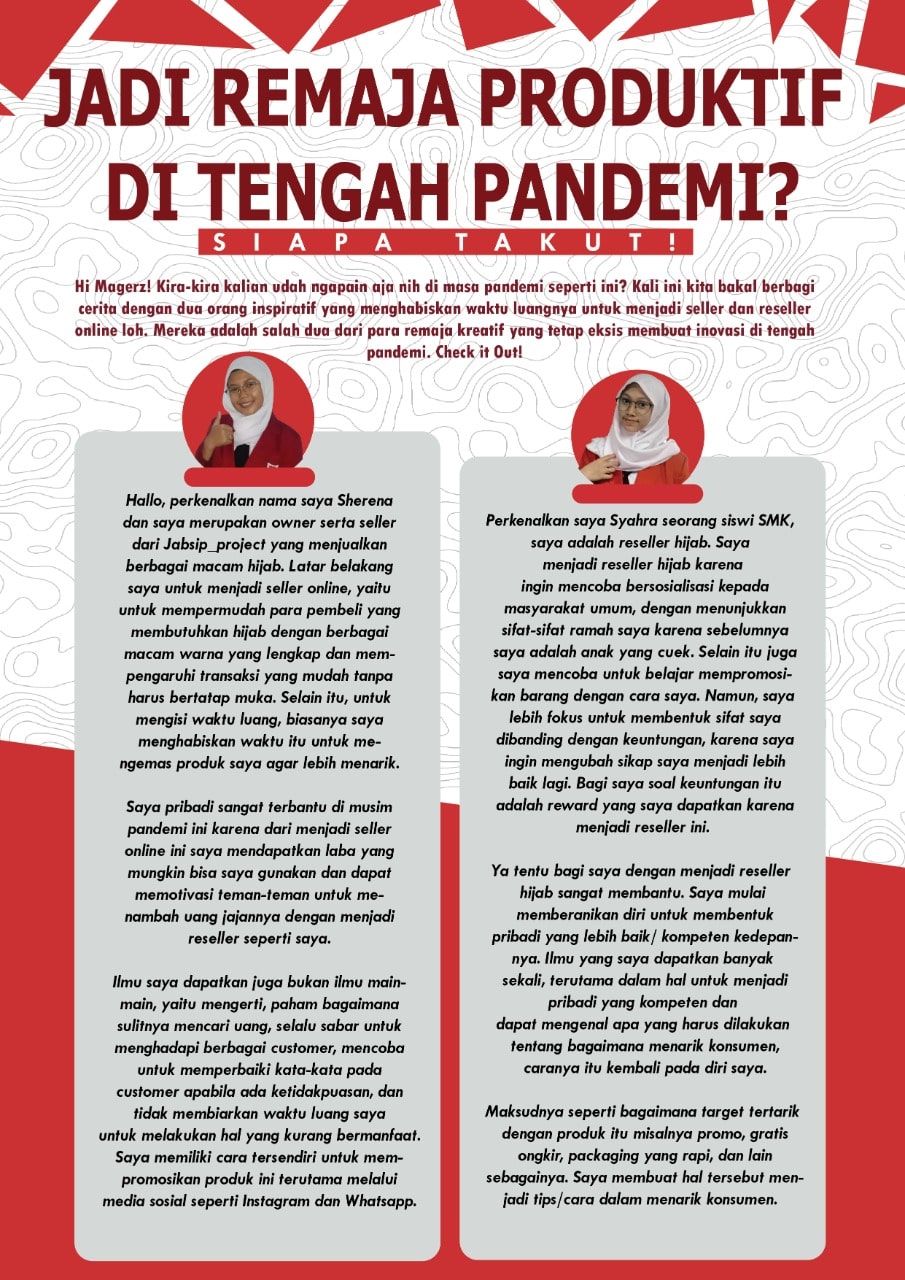 JADI REMAJA PRODUKTIF
DI TENGAH PANDEMI?
SIAPA TAKUT!
Hi Magerz! Kira-kira kalian udah ngapain aja nih di masa pandemi seperti ini? Kali ini kita bakal berbagi
cerita dengan dua orang inspiratif yang menghabiskan waktu luangnya untuk menjadi seller dan reseller
online loh. Mereka adalah salah dua dari para remaja kreatif yang tetap eksis membuat inovasi di tengah
pandemi. Check it Out!
Hallo, perkenalkan nama saya Sherena
dan saya merupakan owner serta seller
dari Jabsip_project yang menjualkan
berbagai macam hijab. Latar belakang
saya untuk menjadi seller online, yaitu
untuk mempermudah para pembeli yang
membutuhkan hijab dengan berbagai
macam warna yang lengkap dan mem-
pengaruhi transaksi yang mudah tanpa
harus bertatap muka. Selain itu, untuk
mengisi waktu luang, biasanya saya
menghabiskan waktu itu untuk me-
ngemas produk saya agar lebih menarik.
Saya pribadi sangat terbantu di musim
pandemi ini karena dari menjadi seller
online ini saya mendapatkan laba yang
mungkin bisa saya gunakan dan dapat
memotivasi teman-teman untuk me-
nambah uang jajannya dengan menjadi
reseller seperti saya.
Ilmu saya dapatkan juga bukan ilmu main-
main, yaitu mengerti, paham bagaimana
sulitnya mencari uang, selalu sabar untuk
menghadapi berbagai customer, mencoba
untuk memperbaiki kata-kata pada
customer apabila ada ketidakpuasan, dan
tidak membiarkan waktu luang saya
untuk melakukan hal yang kurang bermanfaat.
Saya memiliki cara tersendiri untuk mem-
promosikan produk ini terutama melalui
media sosial seperti Instagram dan Whatsapp.
Perkenalkan saya Syahra seorang siswi SMK,
saya adalah reseller hijab. Saya
menjadi reseller hijab karena
ingin mencoba bersosialisasi kepada
masyarakat umum, dengan menunjukkan
sifat-sifat ramah saya karena sebelumnya
saya adalah anak yang cuek. Selain itu juga
saya mencoba untuk belajar mempromosi-
kan barang dengan cara saya. Namun, saya
lebih fokus untuk membentuk sifat saya
dibanding dengan keuntungan, karena saya
ingin mengubah sikap saya menjadi lebih
baik lagi. Bagi saya soal keuntungan itu
adalah reward yang saya dapatkan karena
menjadi reseller ini.
Ya tentu bagi saya dengan menjadi reseller
hijab sangat membantu. Saya mulai
memberanikan diri untuk membentuk
pribadi yang lebih baik/ kompeten kedepan-
nya. Ilmu yang saya dapatkan banyak
sekali, terutama dalam hal untuk menjadi
pribadi yang kompeten dan
dapat mengenal apa yang harus dilakukan
tentang bagaimana menarik konsumen,
caranya itu kembali pada diri saya.
Maksudnya seperti bagaimana target tertarik
dengan produk itu misalnya promo, gratis
ongkir, packaging yang rapi, dan lain
sebagainya. Saya membuat hal tersebut men-
jadi tips/cara dalam menarik konsumen.